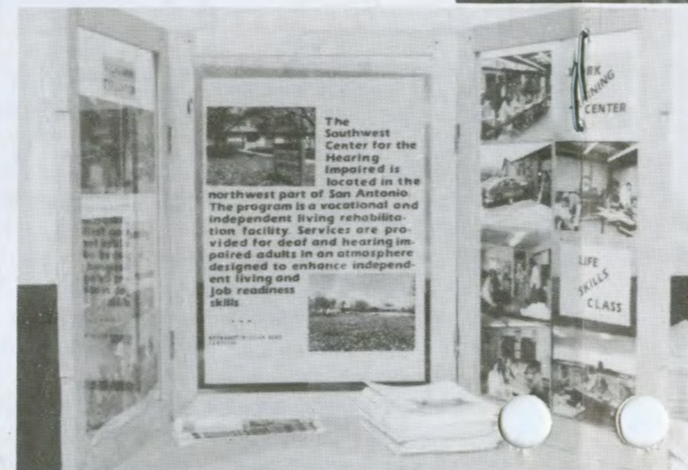 The
Southwest
Center for the
Hearing
Impaired is
located in the
northwest part of San Antonio.
The program is a vocational and
independent living rehabilita-
tion facility. Services are pro-
vided for deaf and hearing im-
paired adults in an atmosphere
designed to enhance independ-
ent living and
job readiness
skills
CENTER
LIFE
SKILLS
CLASS